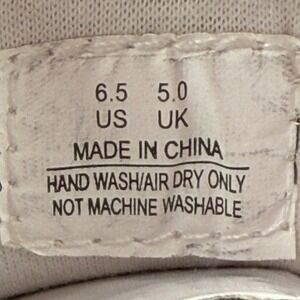 6.5 5.0
US UK
MADE IN CHINA
HAND WASH/AIR DRY ONLY
NOT MACHINE WASHABLE